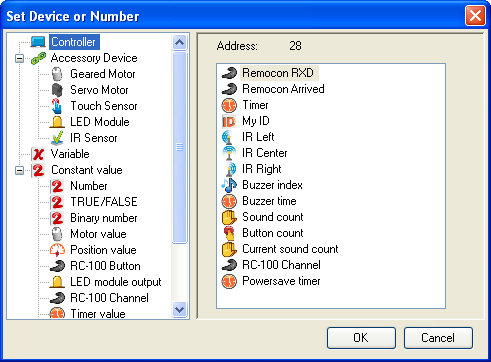 Set Device or Number
Controller
Accessory Device
Geared Motor
Servo Motor
Touch Sensor
LED Module
IR Sensor
Variable
Constant value
Number
TRUE/FALSE
Binary number
Motor value
Position value
RC-100 Button
LED module output
RC-100 Channel
Timer value
Address: 28
Remocon RXD
Remocon Arrived
Timer
My ID
IR Left
IR Center
IR Right
Buzzer index
Buzzer time
Sound count
Button count
Current sound count
RC-100 Channel
Powersave timer
OK
Cancel